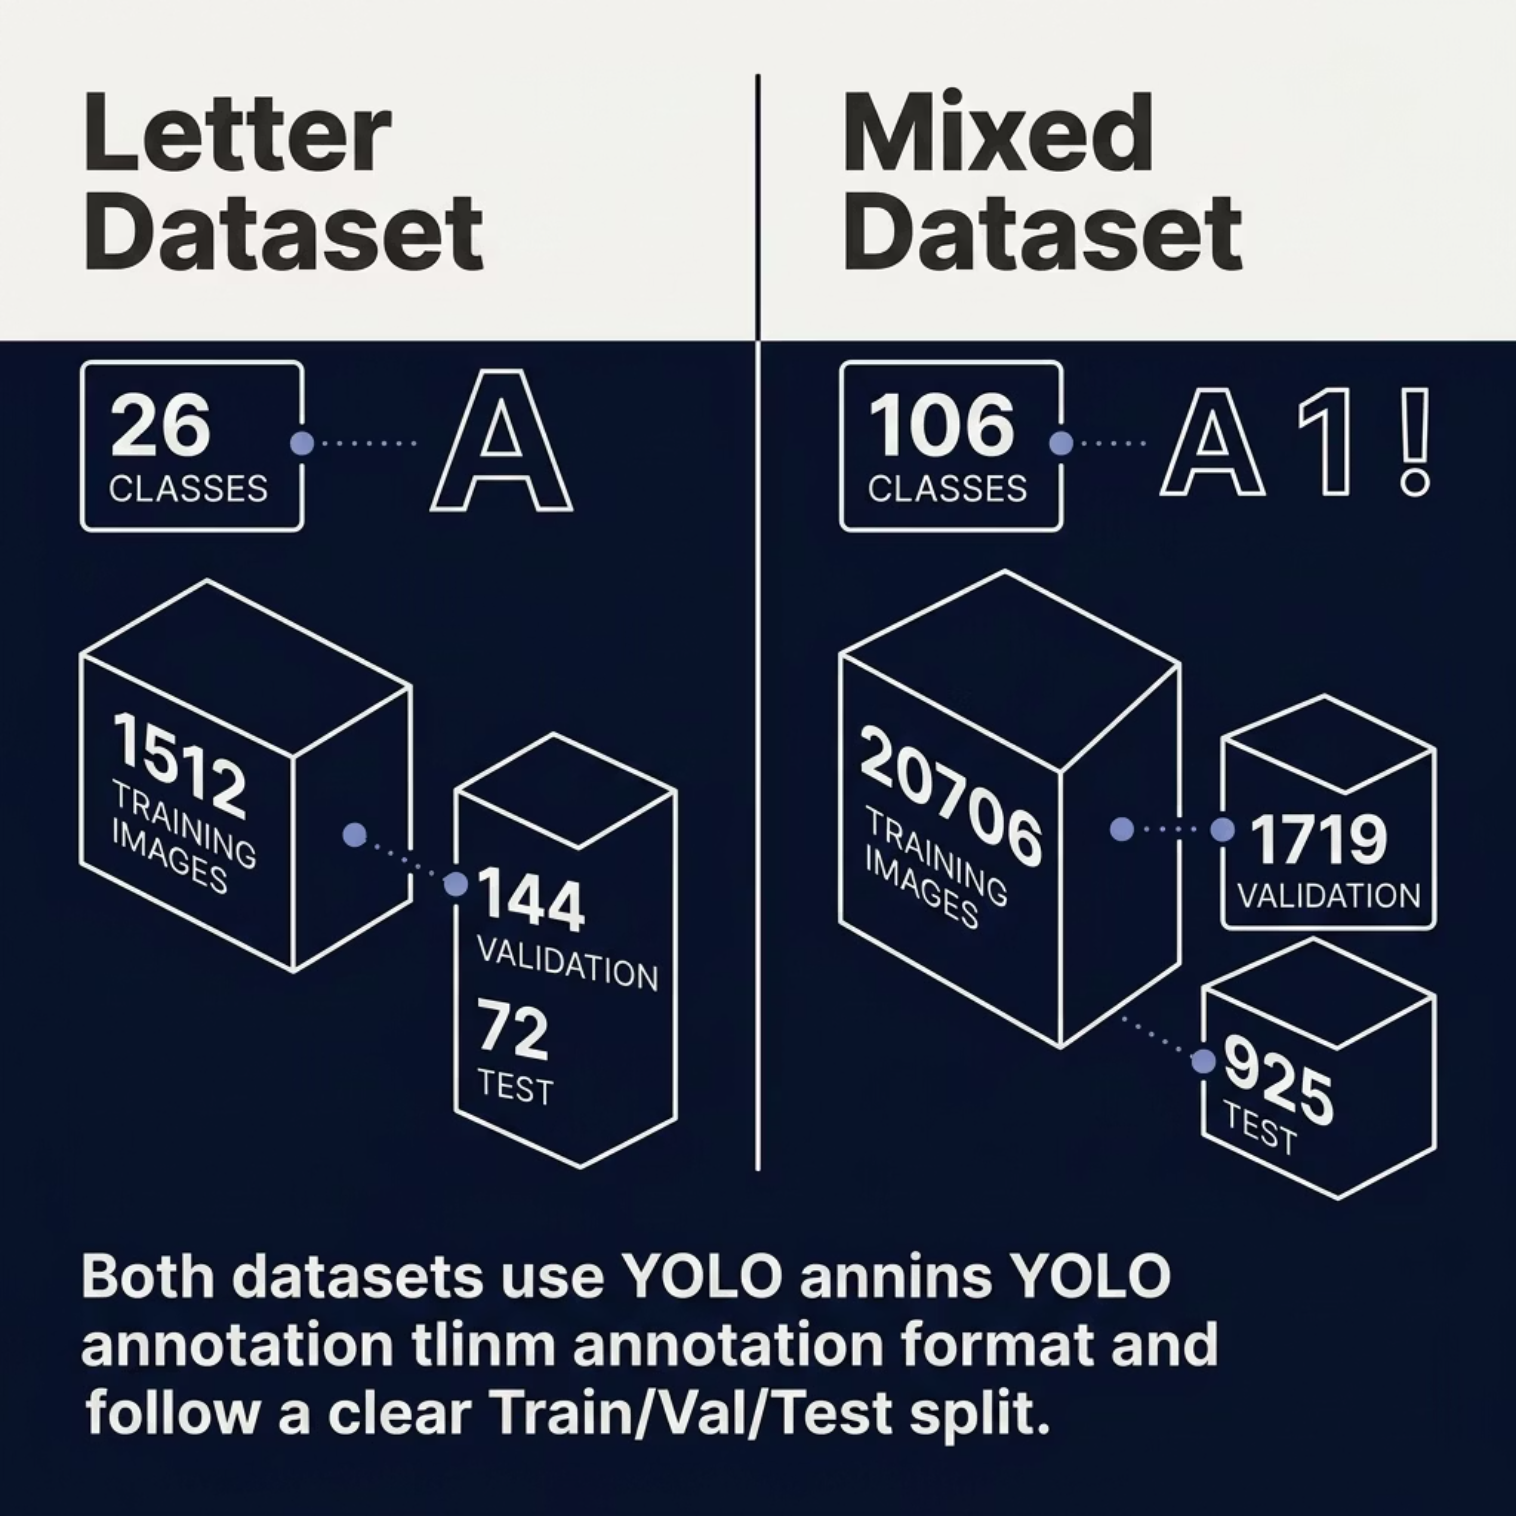 Letter
Dataset
26
CLASSES
A
1512
TRAINING
IMAGES
144
VALIDATION
72
TEST
Mixed
Dataset
106
CLASSES
A 1 !
20706
TRAINING
IMAGES
1719
VALIDATION
925
TEST
Both datasets use YOLO annins YOLO
annotation tlinm annotation format and
follow a clear Train/Val/Test split.